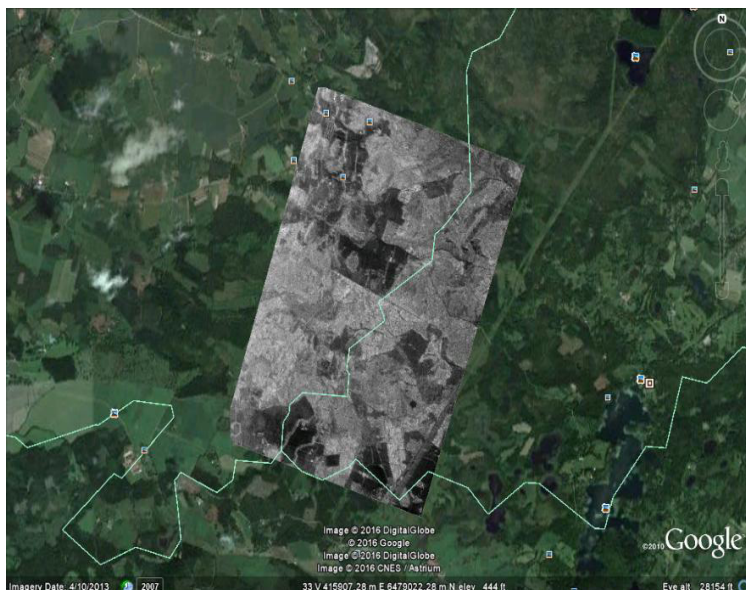 N
Image © 2016 DigitalGlobe
© 2016 Google
Image © 2016 DigitalGlobe
Image © 2016 CNES / Astrium
©2010 Google
Imagery Date: 4/10/2013 2007 33 V 415907.28 m E 6479022.28 m N elev 444 ft Eye alt 28154 ft